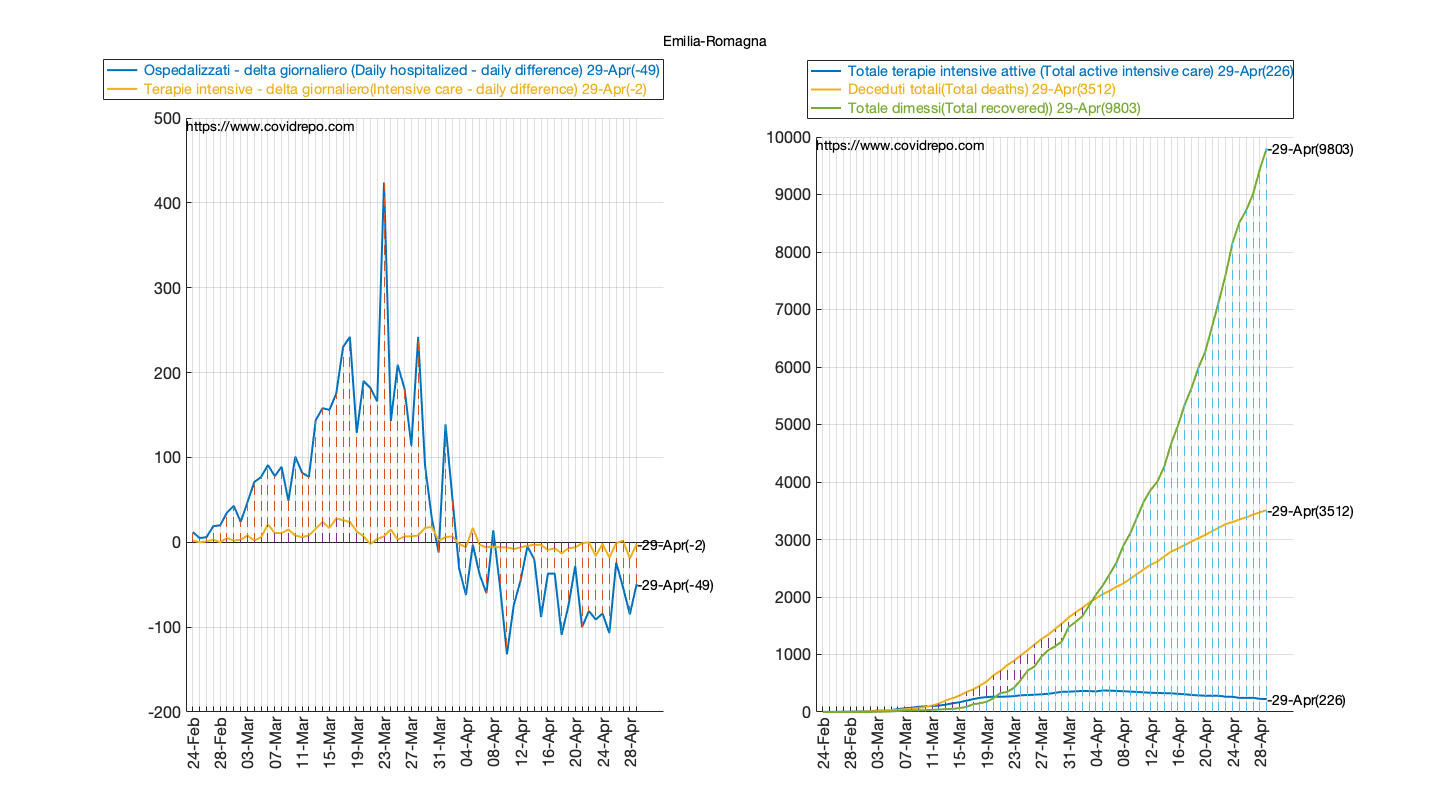 Emilia-Romagna
Ospedalizzati - delta giornaliero (Daily hospitalized - daily difference) 29-Apr(-49)
Terapie intensive - delta giornaliero(Intensive care - daily difference) 29-Apr(-2)
https://www.covidrepo.com
500
400
300
200
100
0
-100
-200
-29-Apr(-2)
-29-Apr(-49)
24-Feb
28-Feb
03-Mar
07-Mar
11-Mar
15-Mar
19-Mar
23-Mar
27-Mar
31-Mar
04-Apr
08-Apr
12-Apr
16-Apr
20-Apr
24-Apr
28-Apr
Totale terapie intensive attive (Total active intensive care) 29-Apr(226)
Deceduti totali(Total deaths) 29-Apr(3512)
Totale dimessi(Total recovered)) 29-Apr(9803)
https://www.covidrepo.com
10000
9000
8000
7000
6000
5000
4000
3000
2000
1000
0
-29-Apr(9803)
-29-Apr(3512)
-29-Apr(226)
24-Feb
28-Feb
03-Mar
07-Mar
11-Mar
15-Mar
19-Mar
23-Mar
27-Mar
31-Mar
04-Apr
08-Apr
12-Apr
16-Apr
20-Apr
24-Apr
28-Apr